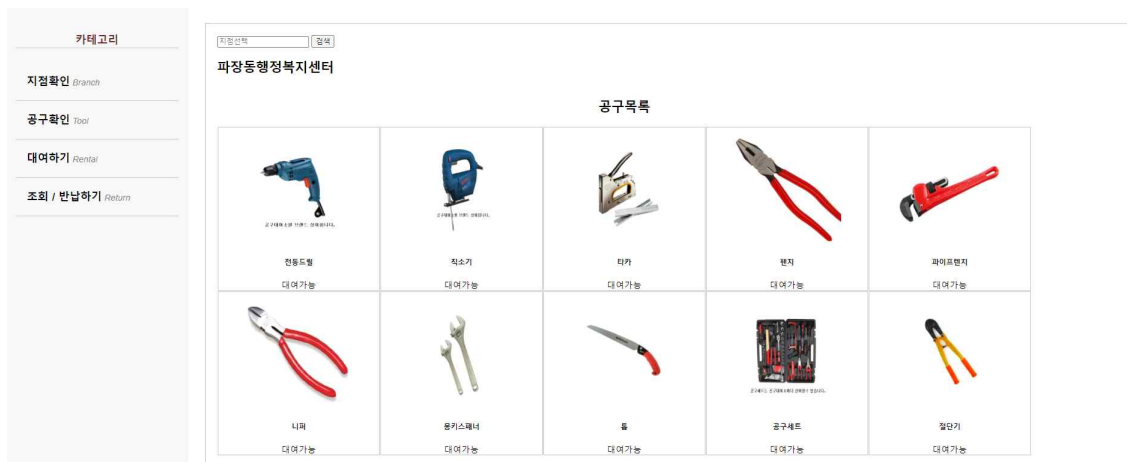 카테고리
지점확인 Branch
공구확인 Tool
대여하기 Rental
조회 / 반납하기 Return
지점선택 검색
파장동행정복지센터
공구목록
전동드릴 직소기 타카 펜치 파이프렌치
대여가능 대여가능 대여가능 대여가능 대여가능
니퍼 몽키스패너 톱 공구세트 절단기
대여가능 대여가능 대여가능 대여가능 대여가능